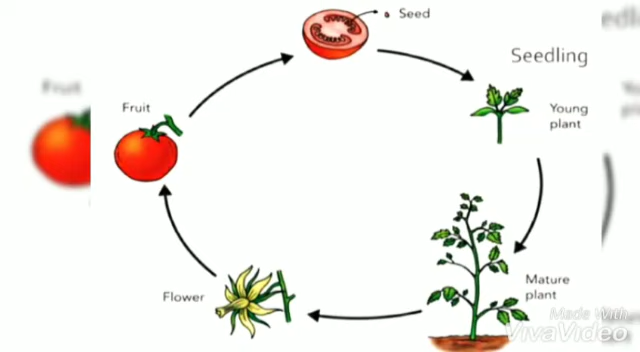 Seed
Seedling
Young
plant
Fruit
Mature
plant
Flower
Made With
VivaVideo